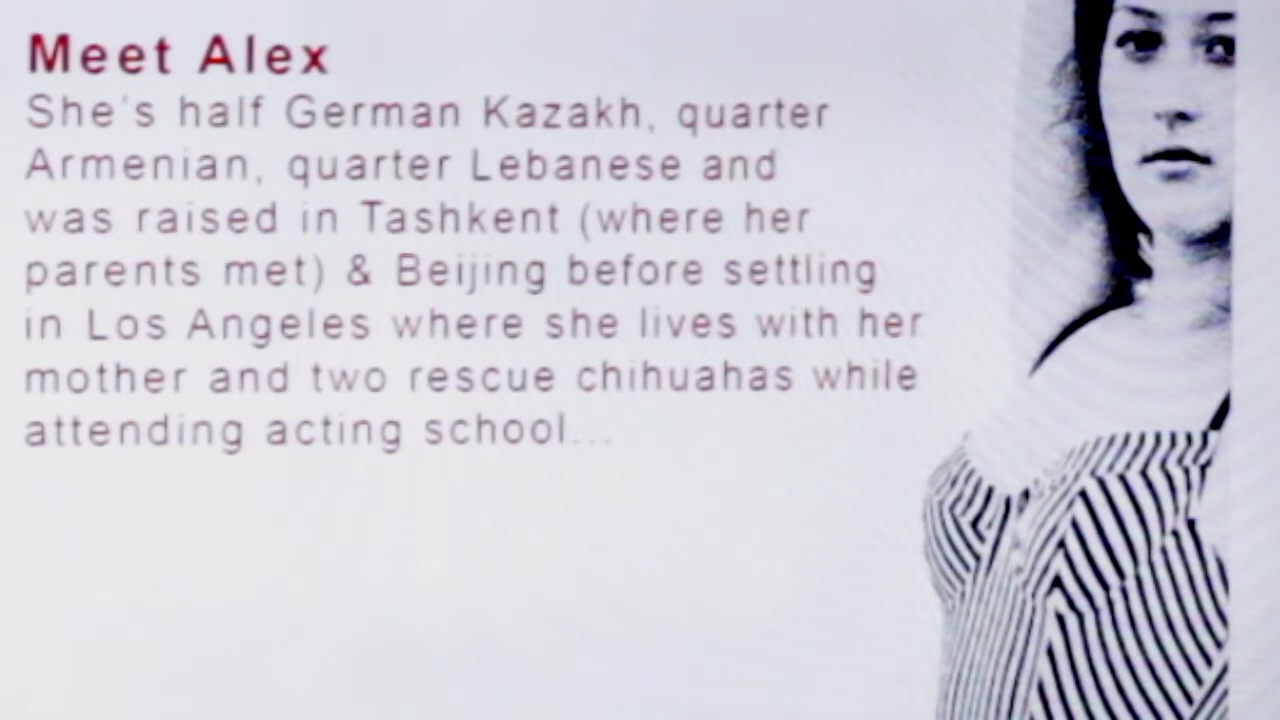 Meet Alex
She's half German Kazakh, quarter
Armenian, quarter Lebanese and
was raised in Tashkent (where her
parents met) & Beijing before settling
in Los Angeles where she lives with her
mother and two rescue chihuahas while
attending acting school...